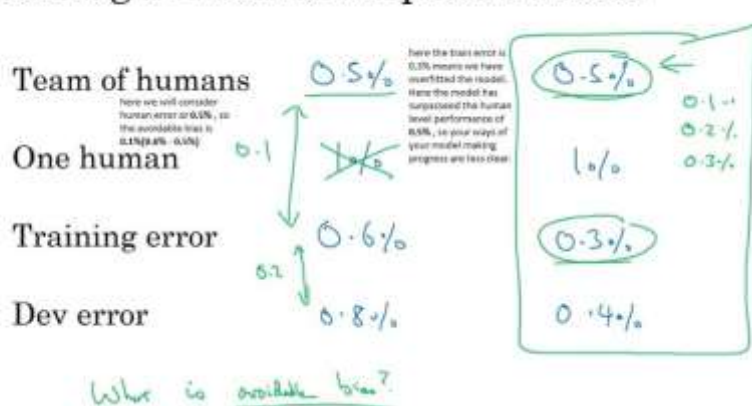 Team of humans 0.5% 0.5%
here we will consider
human error or 0.5% , so
the avoidable bias is
0.1%(0.6% - 0.5%)
here the train error is
0.3% means we have
overfitted the model.
Here the model has
surpassed the human
level performance of
0.5% , so your ways of
your model making
progress are less clear
0.1
0.1%
0.2%
0.3%
One human 1% 1%
Training error 0.6% 0.3%
0.2
Dev error 0.8% 0.4%
What is avoidable bias?